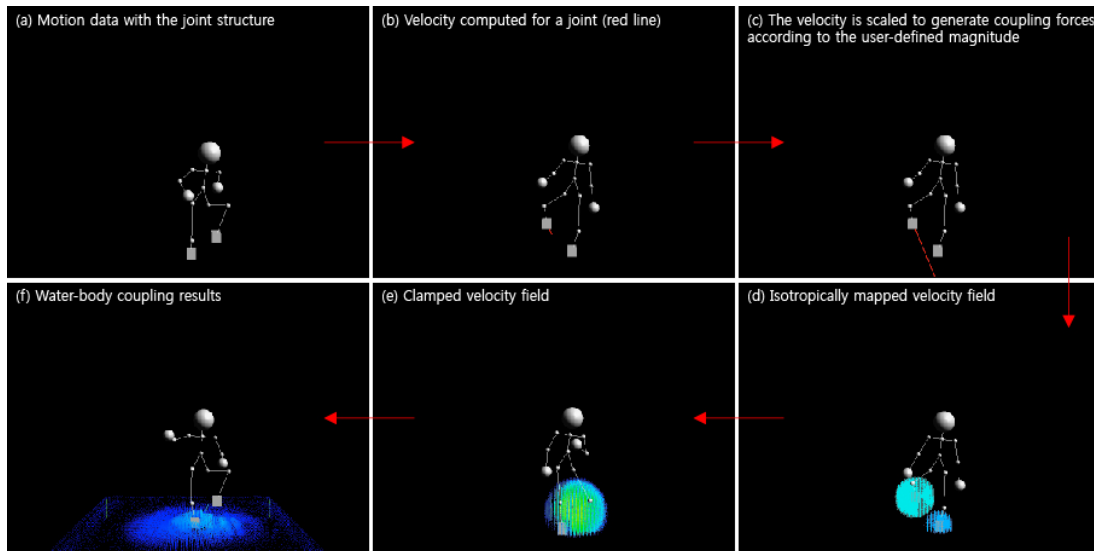 (a) Motion data with the joint structure
(b) Velocity computed for a joint (red line)
(c) The velocity is scaled to generate coupling forces
according to the user-defined magnitude
(f) Water-body coupling results
(e) Clamped velocity field
(d) Isotropically mapped velocity field